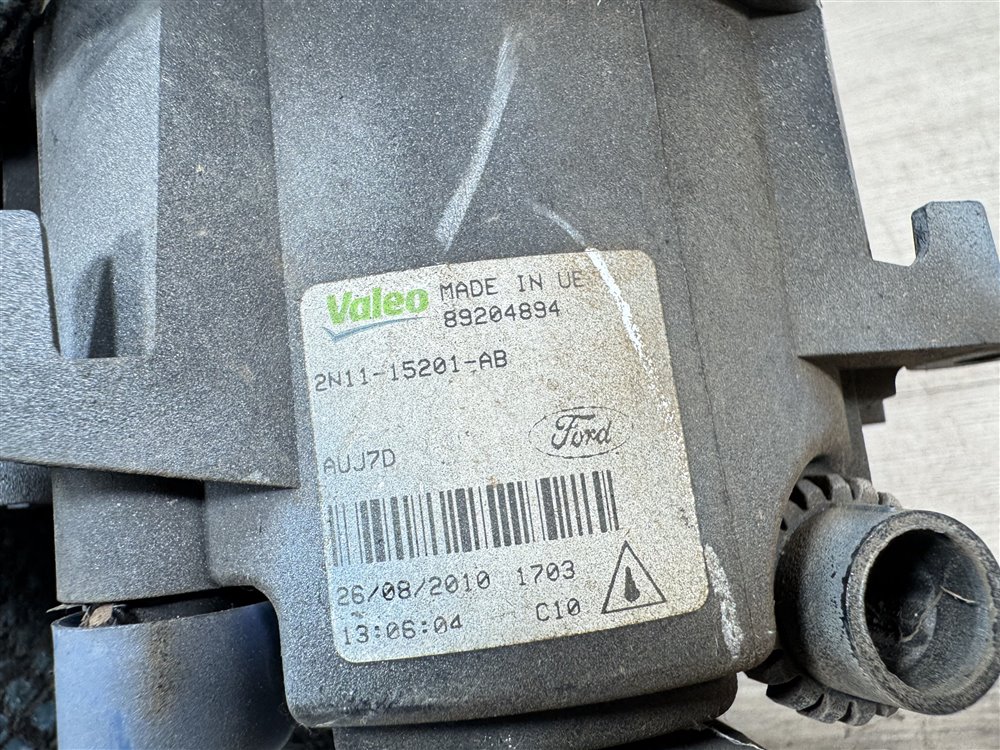 Valeo MADE IN UE
89204894
2N11-15201-AB
Ford
AUJ7D
26/08/2010 1703
13:06:04 C10